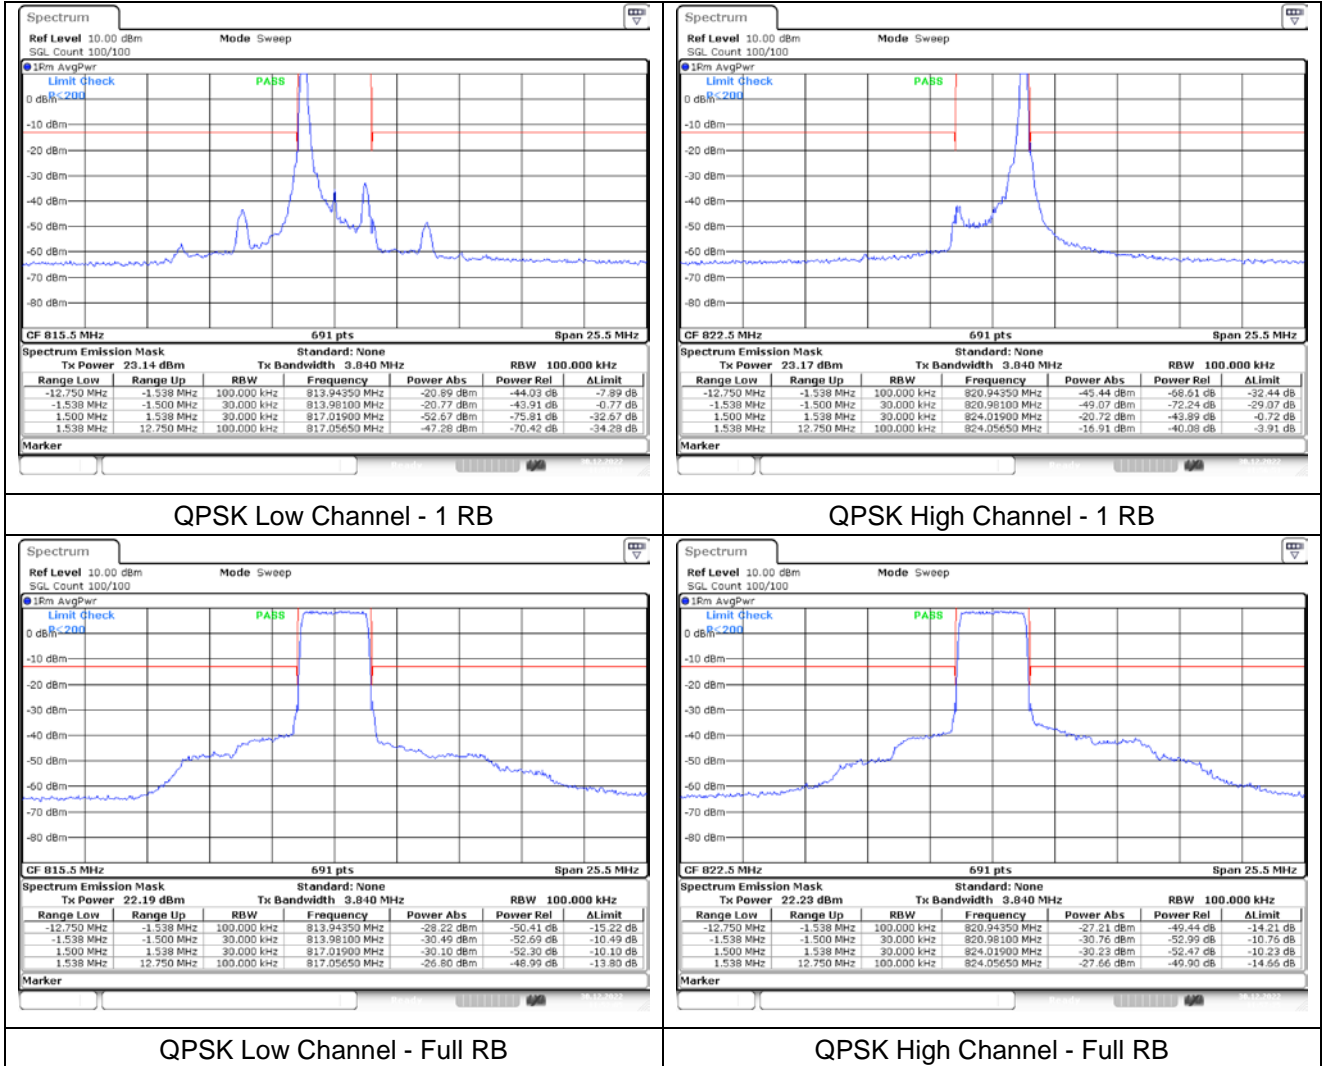 Spectrum
Ref Level 10.00 dBm Mode Sweep
SGL Count 100/100
1Rm AvgPwr
Limit Check PASS
P<200
0 dBm
-10 dBm
-20 dBm
-30 dBm
-40 dBm
-50 dBm
-60 dBm
-70 dBm
-80 dBm
CF 815.5 MHz 691 pts Span 25.5 MHz
Spectrum Emission Mask Standard: None
Tx Power 23.14 dBm Tx Bandwidth 3.840 MHz RBW 100.000 kHz
Range Low Range Up RBW Frequency Power Abs Power Rel ΔLimit
-12.750 MHz -1.538 MHz 100.000 kHz 813.94350 MHz -20.89 dBm -44.03 dB -7.89 dB
-1.538 MHz -1.500 MHz 30.000 kHz 813.98100 MHz -20.77 dBm -43.91 dB -0.77 dB
1.500 MHz 1.538 MHz 30.000 kHz 817.01900 MHz -52.67 dBm -75.81 dB -32.67 dB
1.538 MHz 12.750 MHz 100.000 kHz 817.05650 MHz -47.28 dBm -70.42 dB -34.28 dB
Marker
QPSK Low Channel - 1 RB
Spectrum
Ref Level 10.00 dBm Mode Sweep
SGL Count 100/100
1Rm AvgPwr
Limit Check PASS
P<200
0 dBm
-10 dBm
-20 dBm
-30 dBm
-40 dBm
-50 dBm
-60 dBm
-70 dBm
-80 dBm
CF 822.5 MHz 691 pts Span 25.5 MHz
Spectrum Emission Mask Standard: None
Tx Power 23.17 dBm Tx Bandwidth 3.840 MHz RBW 100.000 kHz
Range Low Range Up RBW Frequency Power Abs Power Rel ΔLimit
-12.750 MHz -1.538 MHz 100.000 kHz 820.94350 MHz -45.44 dBm -68.61 dB -32.44 dB
-1.538 MHz -1.500 MHz 30.000 kHz 820.98100 MHz -49.07 dBm -72.24 dB -29.07 dB
1.500 MHz 1.538 MHz 30.000 kHz 824.01900 MHz -20.72 dBm -43.89 dB -0.72 dB
1.538 MHz 12.750 MHz 100.000 kHz 824.05650 MHz -16.91 dBm -40.08 dB -3.91 dB
Marker
QPSK High Channel - 1 RB
Spectrum
Ref Level 10.00 dBm Mode Sweep
SGL Count 100/100
1Rm AvgPwr
Limit Check PASS
P<200
0 dBm
-10 dBm
-20 dBm
-30 dBm
-40 dBm
-50 dBm
-60 dBm
-70 dBm
-80 dBm
CF 815.5 MHz 691 pts Span 25.5 MHz
Spectrum Emission Mask Standard: None
Tx Power 22.19 dBm Tx Bandwidth 3.840 MHz RBW 100.000 kHz
Range Low Range Up RBW Frequency Power Abs Power Rel ΔLimit
-12.750 MHz -1.538 MHz 100.000 kHz 813.94350 MHz -28.22 dBm -50.41 dB -15.22 dB
-1.538 MHz -1.500 MHz 30.000 kHz 813.98100 MHz -30.49 dBm -52.69 dB -10.49 dB
1.500 MHz 1.538 MHz 30.000 kHz 817.01900 MHz -30.10 dBm -52.30 dB -10.10 dB
1.538 MHz 12.750 MHz 100.000 kHz 817.05650 MHz -26.80 dBm -48.99 dB -13.80 dB
Marker
QPSK Low Channel - Full RB
Spectrum
Ref Level 10.00 dBm Mode Sweep
SGL Count 100/100
1Rm AvgPwr
Limit Check PASS
P<200
0 dBm
-10 dBm
-20 dBm
-30 dBm
-40 dBm
-50 dBm
-60 dBm
-70 dBm
-80 dBm
CF 822.5 MHz 691 pts Span 25.5 MHz
Spectrum Emission Mask Standard: None
Tx Power 22.23 dBm Tx Bandwidth 3.840 MHz RBW 100.000 kHz
Range Low Range Up RBW Frequency Power Abs Power Rel ΔLimit
-12.750 MHz -1.538 MHz 100.000 kHz 820.94350 MHz -27.21 dBm -49.44 dB -14.21 dB
-1.538 MHz -1.500 MHz 30.000 kHz 820.98100 MHz -30.76 dBm -52.99 dB -10.76 dB
1.500 MHz 1.538 MHz 30.000 kHz 824.01900 MHz -30.23 dBm -52.47 dB -10.23 dB
1.538 MHz 12.750 MHz 100.000 kHz 824.05650 MHz -27.66 dBm -49.90 dB -14.66 dB
Marker
QPSK High Channel - Full RB